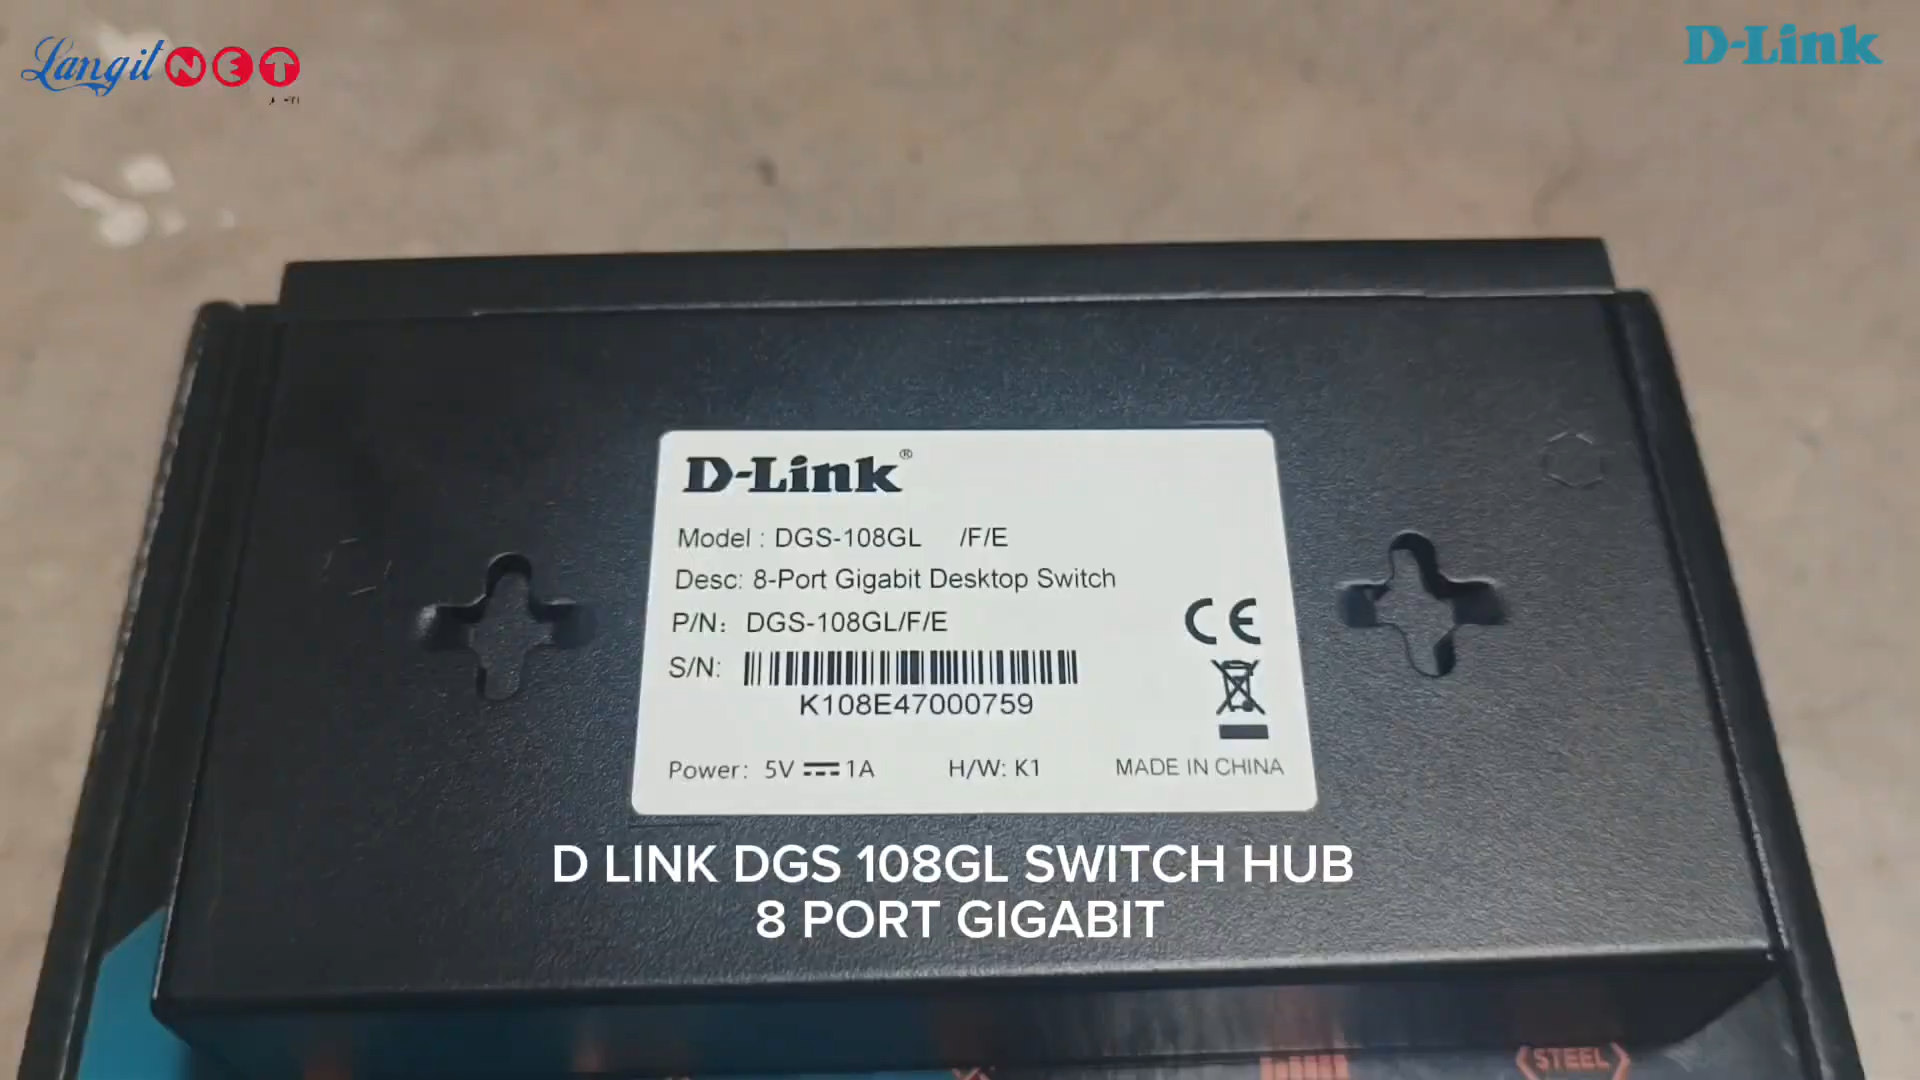 Langit NET
D-Link
D-Link®
Model : DGS-108GL /F/E
Desc: 8-Port Gigabit Desktop Switch
P/N: DGS-108GL/F/E
CE
S/N:
K108E47000759
Power: 5V 1A H/W: K1 MADE IN CHINA
D LINK DGS 108GL SWITCH HUB
8 PORT GIGABIT
STEEL